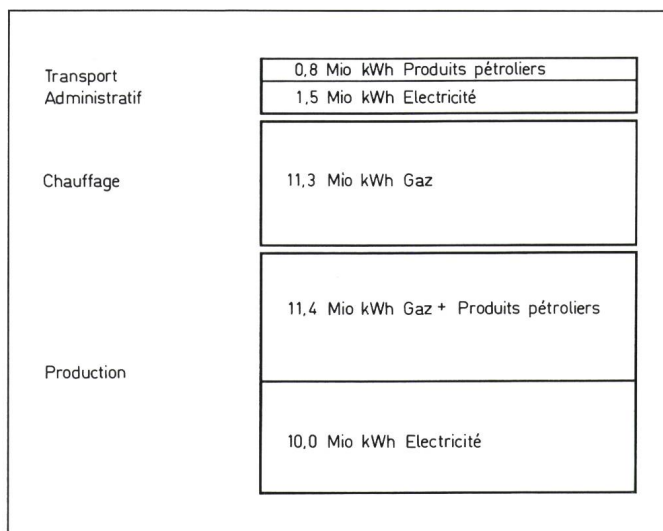 Transport 0,8 Mio kWh Produits pétroliers
Administratif 1,5 Mio kWh Electricité
Chauffage 11,3 Mio kWh Gaz
11,4 Mio kWh Gaz + Produits pétroliers
Production
10,0 Mio kWh Electricité